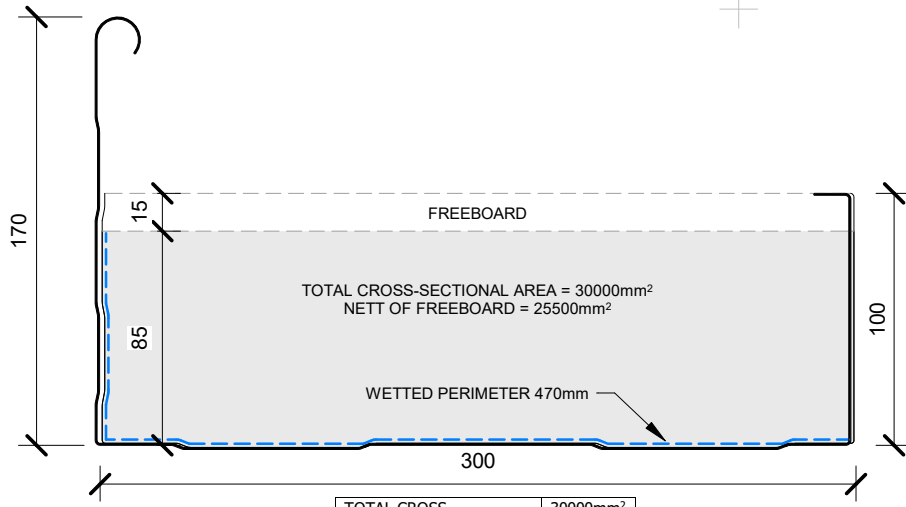 170
15
FREEBOARD
TOTAL CROSS-SECTIONAL AREA = 30000mm²
NETT OF FREEBOARD = 25500mm²
85
100
WETTED PERIMETER 470mm
300
TOTAL CROSS 30000mm²